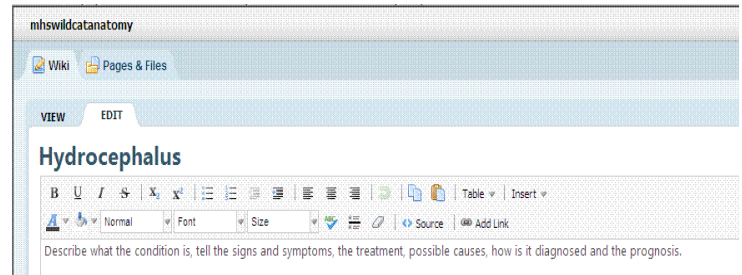 mhswildcatanatomy
Wiki Pages & Files
VIEW EDIT
Hydrocephalus
B U I S X₂ X² Table Insert
A Normal Font Size ABC Source Add Link
Describe what the condition is, tell the signs and symptoms, the treatment, possible causes, how is it diagnosed and the prognosis.